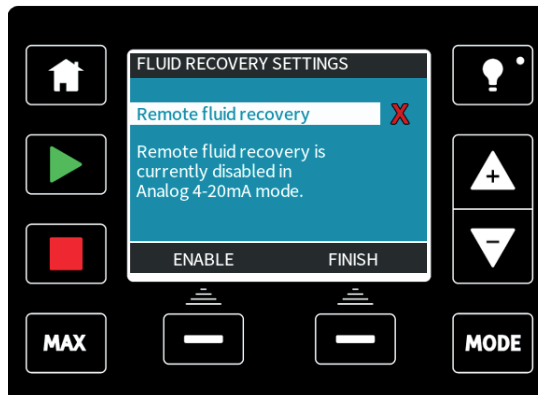 FLUID RECOVERY SETTINGS
Remote fluid recovery X
Remote fluid recovery is
currently disabled in
Analog 4-20mA mode.
ENABLE FINISH
MAX
MODE